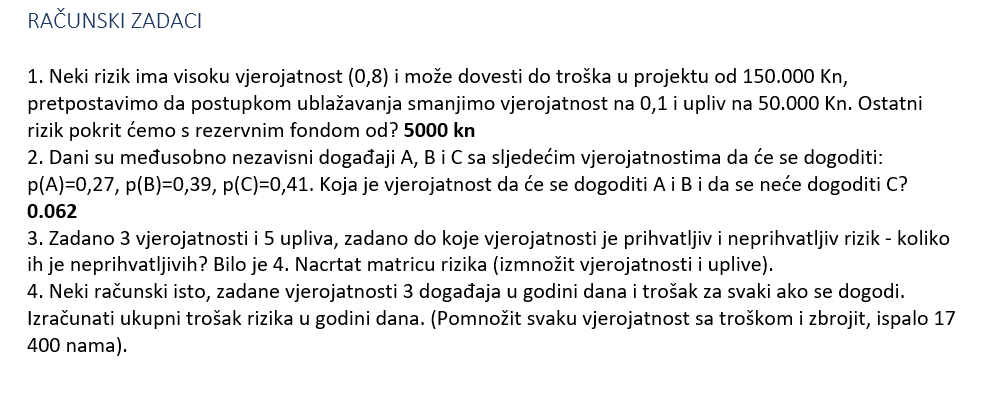 RAČUNSKI ZADACI
1. Neki rizik ima visoku vjerojatnost (0,8) i može dovesti do troška u projektu od 150.000 Kn,
pretpostavimo da postupkom ublažavanja smanjimo vjerojatnost na 0,1 i upliv na 50.000 Kn. Ostatni
rizik pokrit ćemo s rezervnim fondom od? 5000 kn
2. Dani su međusobno nezavisni događaji A, B i C sa sljedećim vjerojatnostima da će se dogoditi:
p(A)=0,27, p(B)=0,39, p(C)=0,41. Koja je vjerojatnost da će se dogoditi A i B i da se neće dogoditi C?
0.062
3. Zadano 3 vjerojatnosti i 5 upliva, zadano do koje vjerojatnosti je prihvatljiv i neprihvatljiv rizik - koliko
ih je neprihvatljivih? Bilo je 4. Nacrtat matricu rizika (izmnožit vjerojatnosti i uplive).
4. Neki računski isto, zadane vjerojatnosti 3 događaja u godini dana i trošak za svaki ako se dogodi.
Izračunati ukupni trošak rizika u godini dana. (Pomnožit svaku vjerojatnost sa troškom i zbrojit, ispalo 17
400 nama).